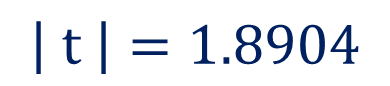 | t | = 1.8904